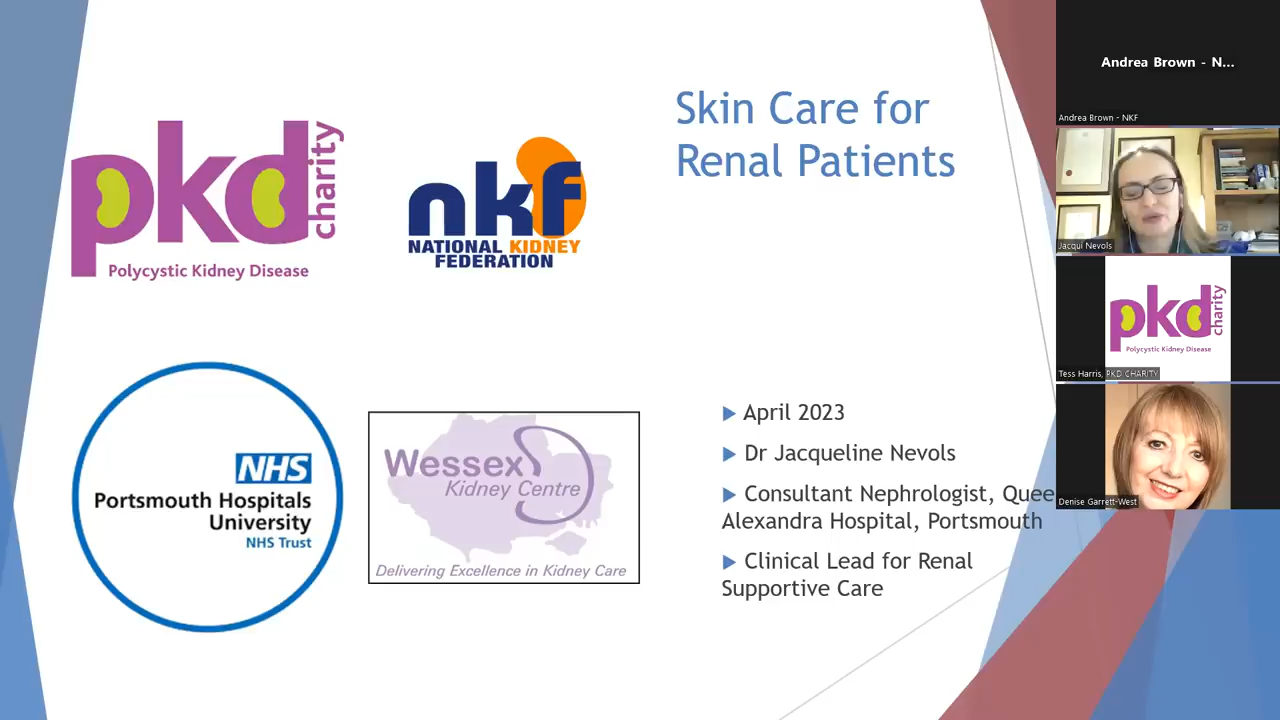 Skin Care for
Renal Patients
pkd
charity
Polycystic Kidney Disease
nkf
NATIONAL KIDNEY
FEDERATION
NHS
Portsmouth Hospitals
University
NHS Trust
Wessex
Kidney Centre
Delivering Excellence in Kidney Care
April 2023
Dr Jacqueline Nevols
Consultant Nephrologist, Quee
Alexandra Hospital, Portsmouth
Clinical Lead for Renal
Supportive Care
Andrea Brown - N...
Andrea Brown - NKF
Jacqui Nevols
pkd
charity
Polycystic Kidney Disease
Tess Harris, PKD CHARITY
Denise Garrett-West